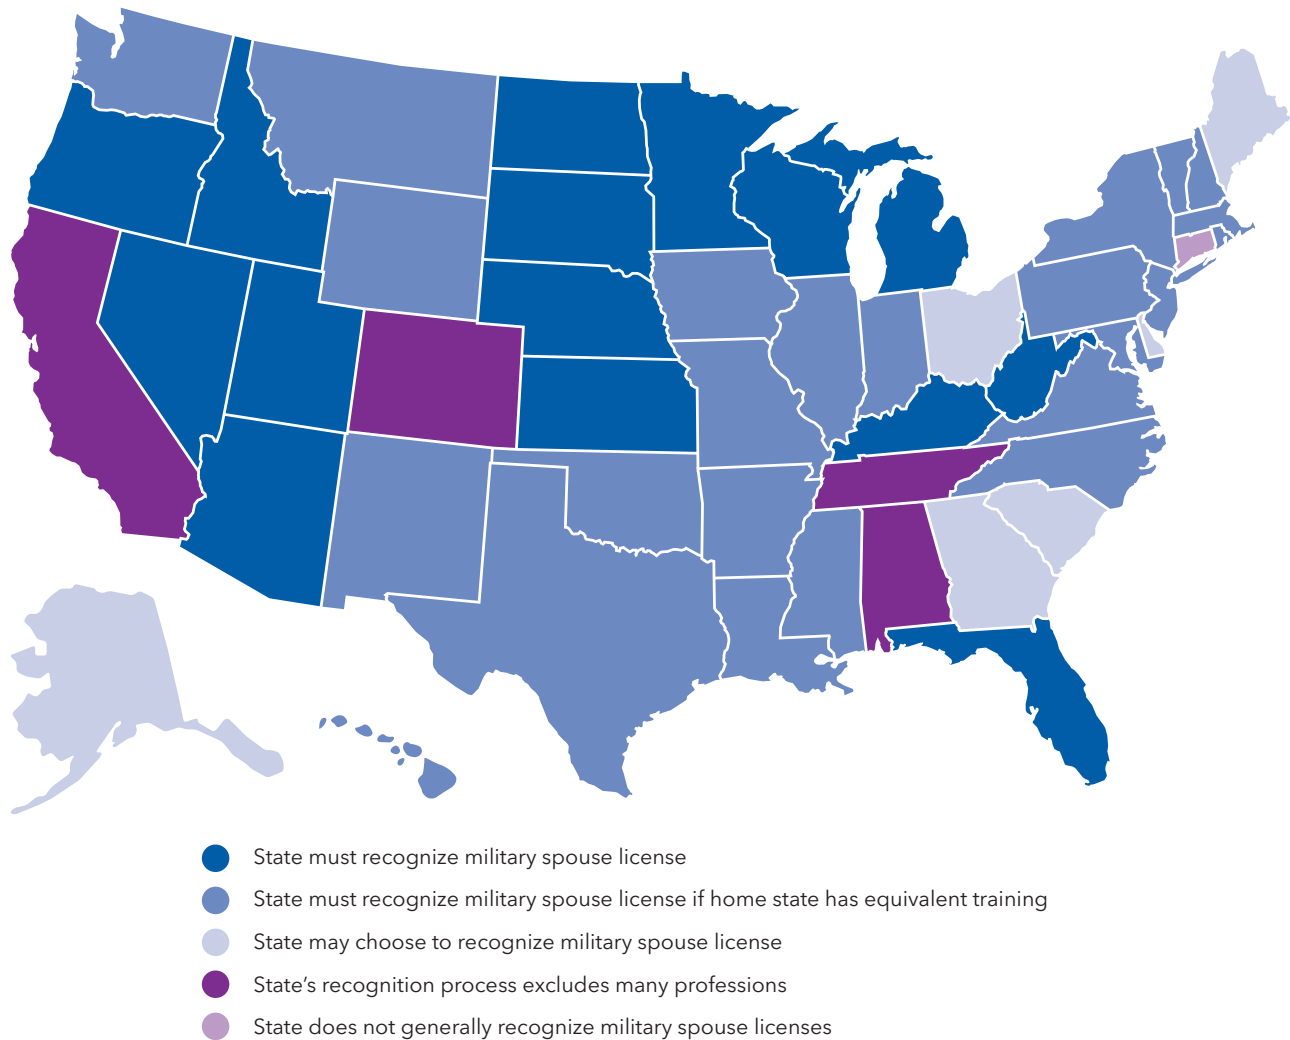 State must recognize military spouse license
State must recognize military spouse license if home state has equivalent training
State may choose to recognize military spouse license
State’s recognition process excludes many professions
State does not generally recognize military spouse licenses